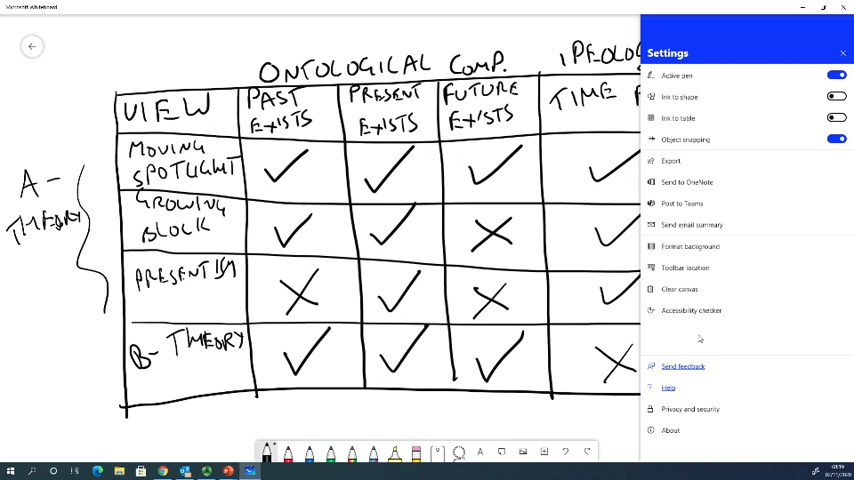 Microsoft Whiteboard
ONTOLOGICAL COMP.
VIEW
PAST
EXISTS
PRESENT
EXISTS
FUTURE
EXISTS
TIME
A-
THEORY
MOVING
SPOTLIGHT
GROWING
BLOCK
PRESENTISM
B- THEORY
Settings
Active pen
Ink to shape
Ink to table
Object snapping
Export
Send to OneNote
Post to Teams
Send email summary
Format background
Toolbar location
Clear canvas
Accessibility checker
Send feedback
Help
Privacy and security
About